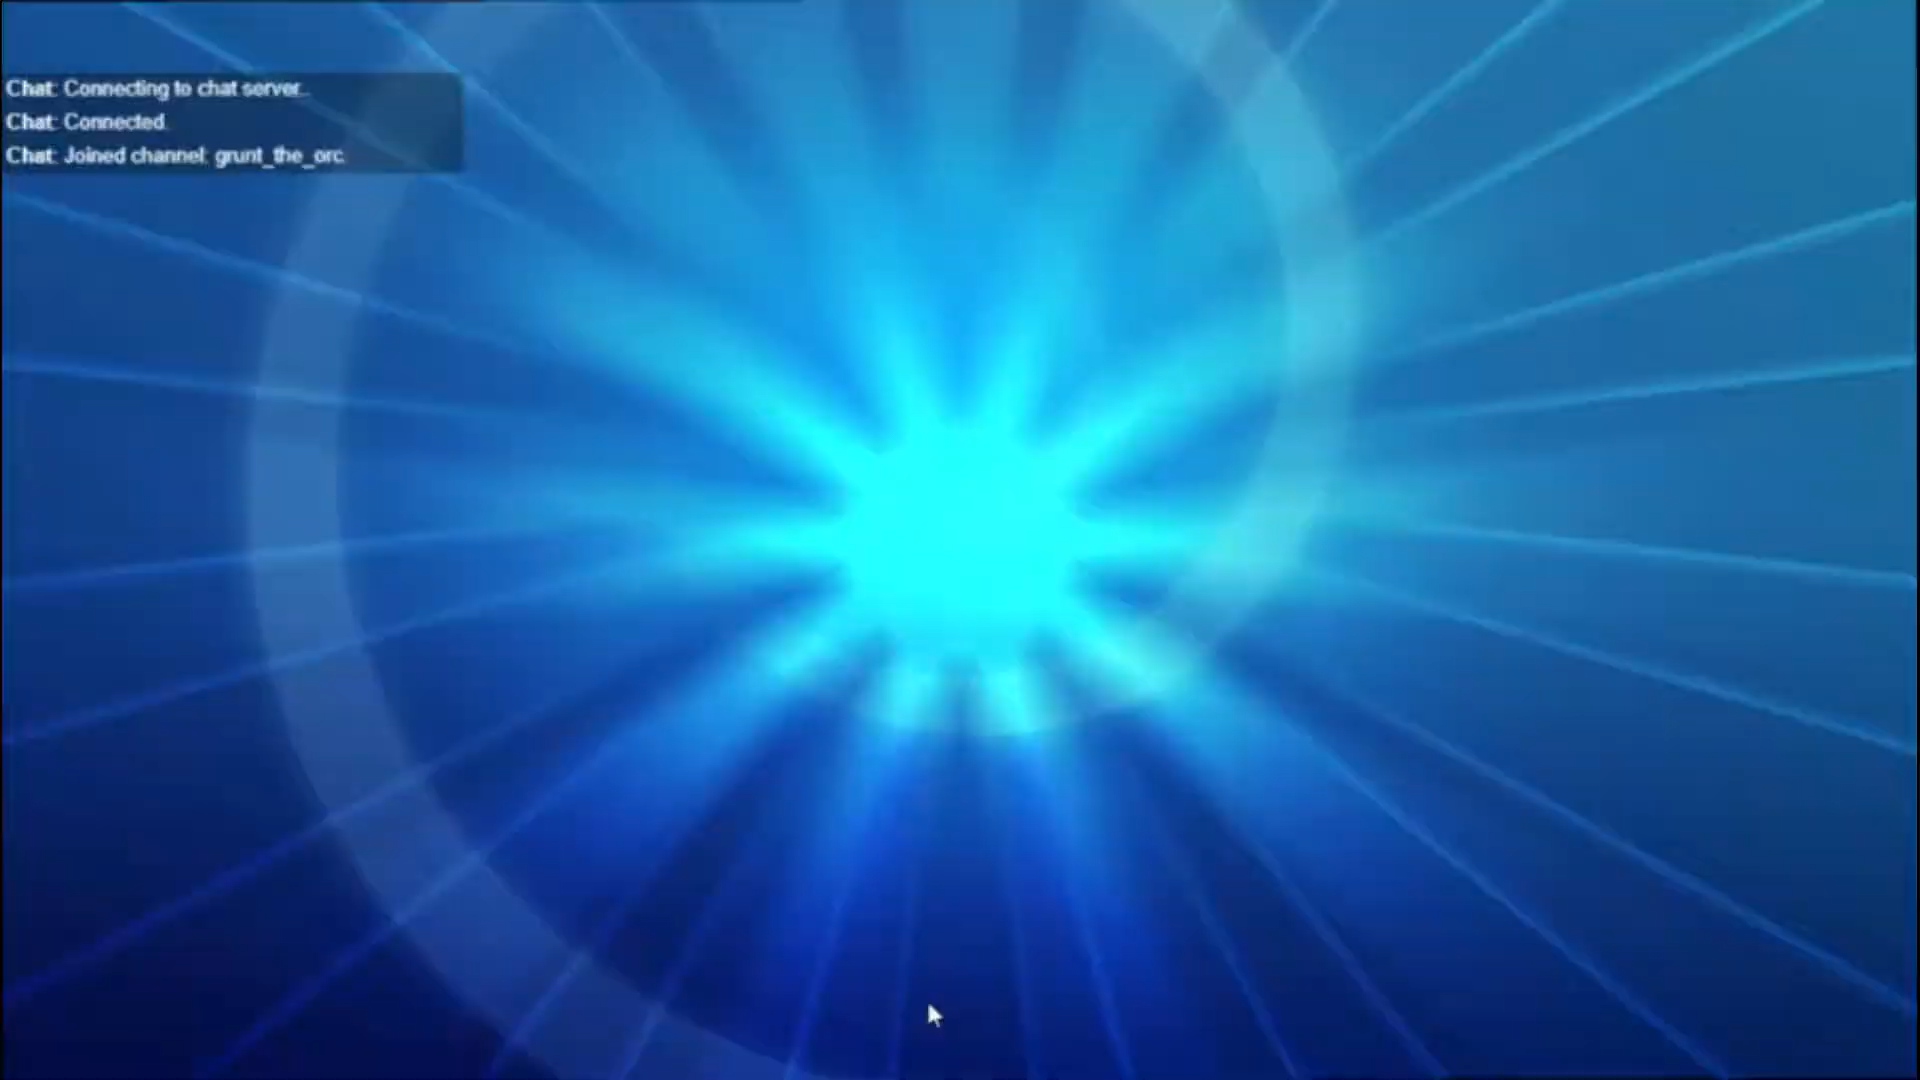 Chat: Connecting to chat server..
Chat: Connected.
Chat: Joined channel: grunt_the_orc.